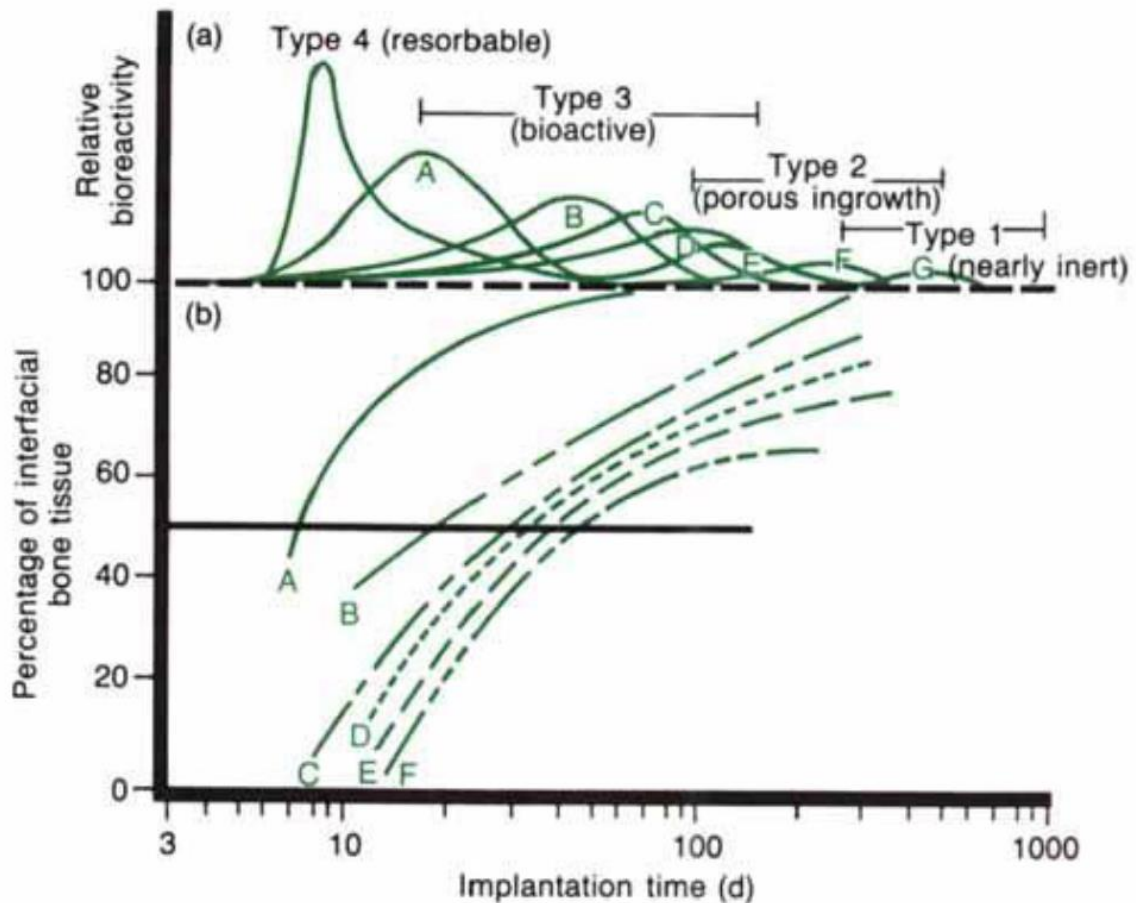 (a)
Type 4 (resorbable)
Type 3
(bioactive)
Type 2
(porous ingrowth)
Type 1
(nearly inert)
Relative
bioreactivity
A
B
C
D
E
F
G
100
(b)
80
60
40
20
0
Percentage of interfacial
bone tissue
A
B
C
D
E
F
3
10
100
1000
Implantation time (d)